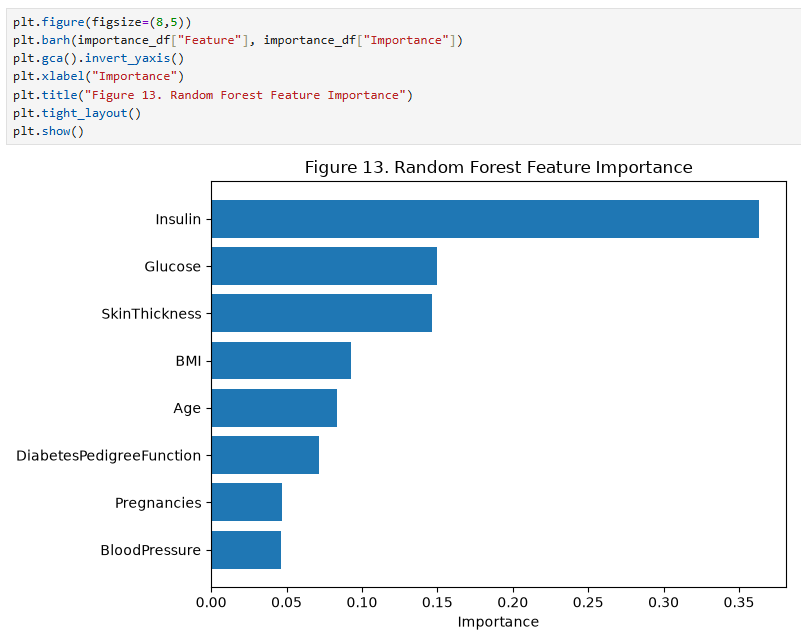 plt.figure(figsize=(8,5))
plt.barh(importance_df["Feature"], importance_df["Importance"])
plt.gca().invert_yaxis()
plt.xlabel("Importance")
plt.title("Figure 13. Random Forest Feature Importance")
plt.tight_layout()
plt.show()
Figure 13. Random Forest Feature Importance
Insulin
Glucose
SkinThickness
BMI
Age
DiabetesPedigreeFunction
Pregnancies
BloodPressure
0.00 0.05 0.10 0.15 0.20 0.25 0.30 0.35
Importance